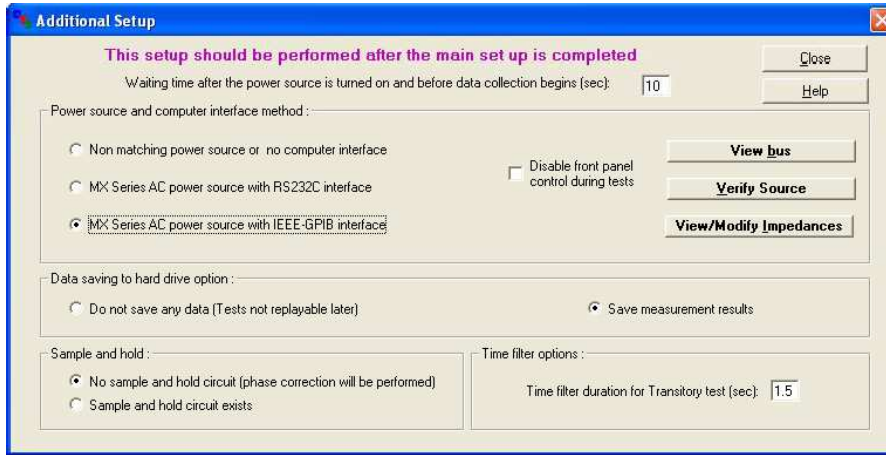 Additional Setup
This setup should be performed after the main set up is completed
Close
Waiting time after the power source is turned on and before data collection begins (sec): 10
Help
Power source and computer interface method :
Non matching power source or no computer interface
MX Series AC power source with RS232C interface
MX Series AC power source with IEEE-GPIB interface
Disable front panel
control during tests
View bus
Verify Source
View/Modify Impedances
Data saving to hard drive option :
Do not save any data (Tests not replayable later)
Save measurement results
Sample and hold :
No sample and hold circuit (phase correction will be performed)
Sample and hold circuit exists
Time filter options :
Time filter duration for Transitory test (sec): 1.5